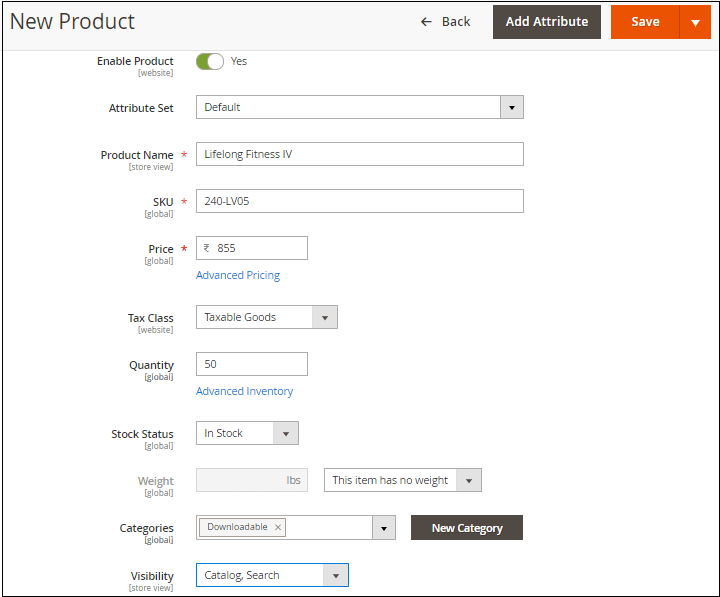 New Product
← Back
Add Attribute
Save
Enable Product
[website]
Yes
Attribute Set
Default
Product Name *
[store view]
Lifelong Fitness IV
SKU *
[global]
240-LV05
Price *
[global]
₹ 855
Advanced Pricing
Tax Class
[website]
Taxable Goods
Quantity
[global]
50
Advanced Inventory
Stock Status
[global]
In Stock
Weight
[global]
lbs
This item has no weight
Categories
[global]
Downloadable ×
New Category
Visibility
[store view]
Catalog, Search